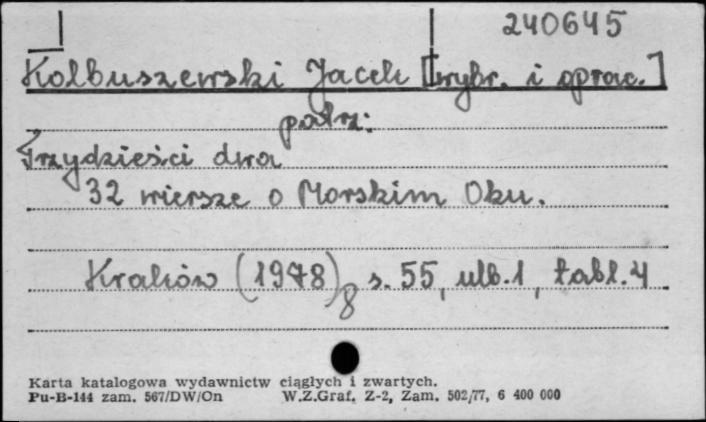 240645
Kolbuszewski Jacek [wybr. i oprac.]
patrz:
Trzydzieści dwa
32 wiersze o Morskim Oku.
Kraków (1978) 8 s. 55, ulb. 1, tabl. 4
Karta katalogowa wydawnictw ciągłych i zwartych.
Pu-B-144 zam. 567/DW/On W.Z.Graf. Z-2, Zam. 502/77, 6 400 000